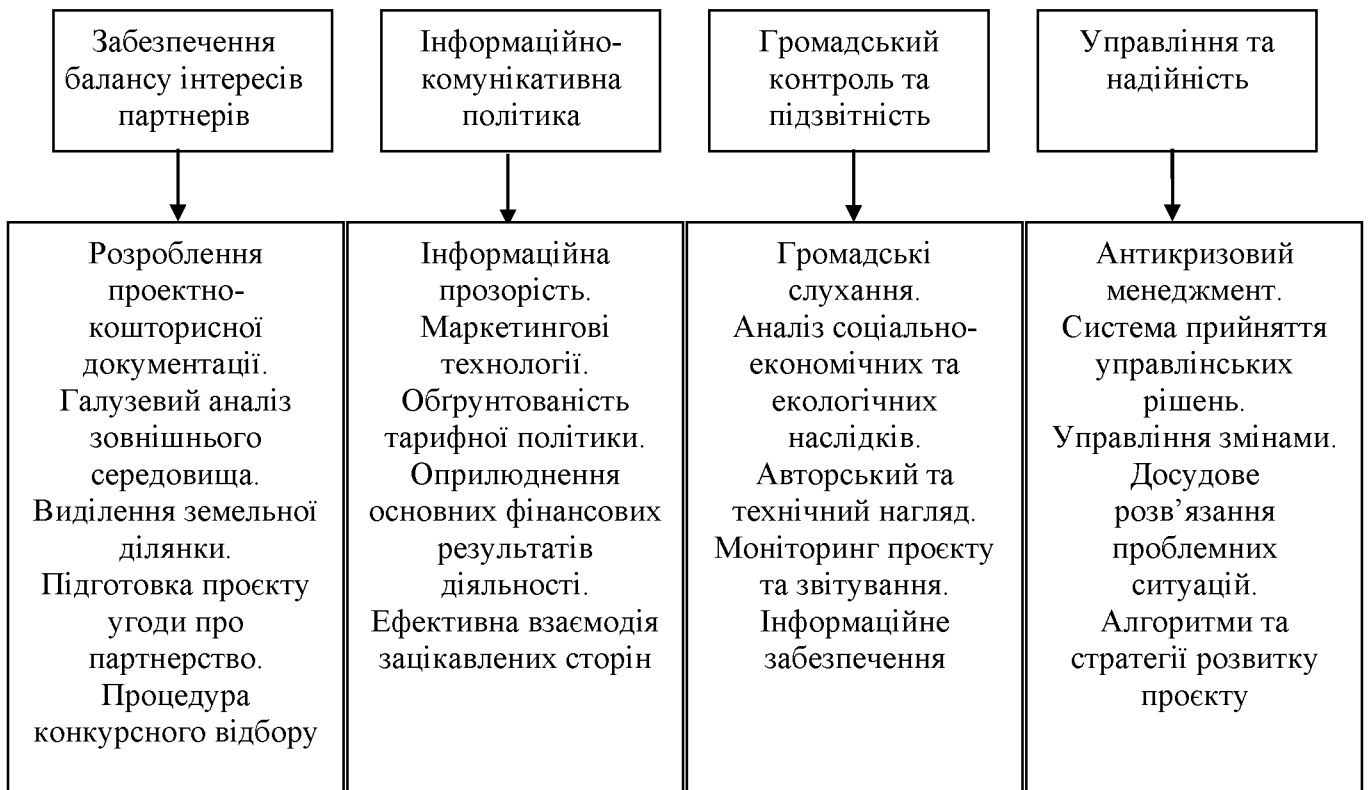 Забезпечення
балансу інтересів
партнерів
Інформаційно-
комунікативна
політика
Громадський
контроль та
підзвітність
Управління та
надійність
Розроблення
проектно-
кошторисної
документації.
Галузевий аналіз
зовнішнього
середовища.
Виділення земельної
ділянки.
Підготовка проєкту
угоди про
партнерство.
Процедура
конкурсного відбору
Інформаційна
прозорість.
Маркетингові
технології.
Обґрунтованість
тарифної політики.
Оприлюднення
основних фінансових
результатів
діяльності.
Ефективна взаємодія
зацікавлених сторін
Громадські
слухання.
Аналіз соціально-
економічних та
екологічних
наслідків.
Авторський та
технічний нагляд.
Моніторинг проєкту
та звітування.
Інформаційне
забезпечення
Антикризовий
менеджмент.
Система прийняття
управлінських
рішень.
Управління змінами.
Досудове
розв’язання
проблемних
ситуацій.
Алгоритми та
стратегії розвитку
проєкту